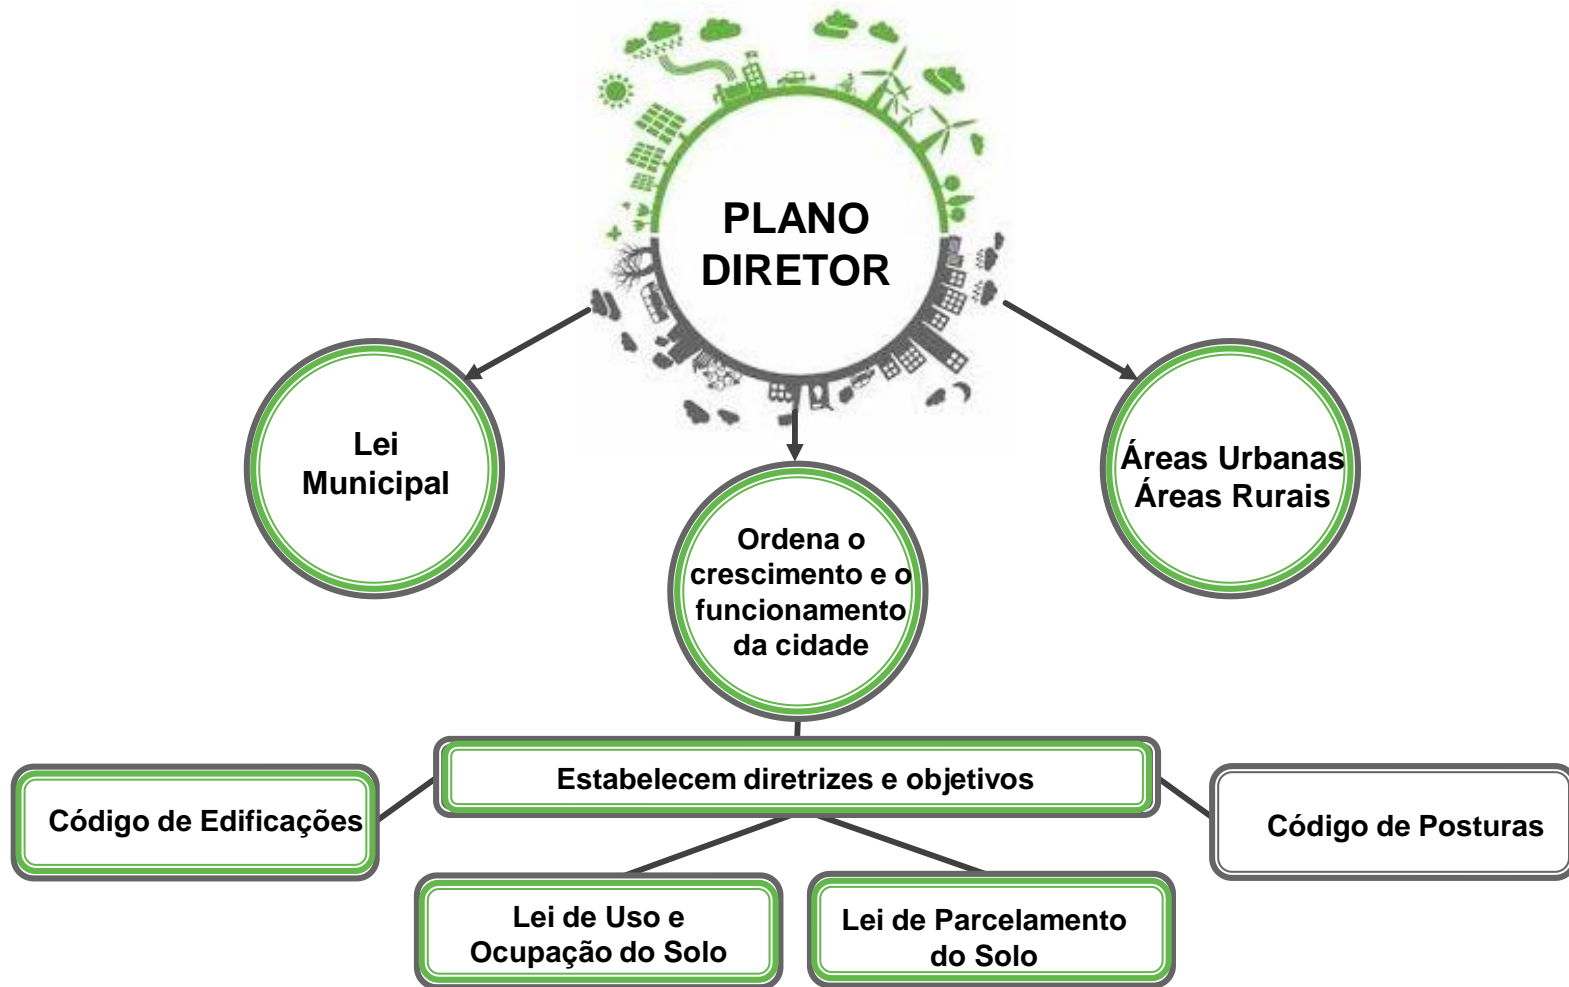 PLANO
DIRETOR
Lei
Municipal
Áreas Urbanas
Áreas Rurais
Ordena o
crescimento e o
funcionamento
da cidade
Estabelecem diretrizes e objetivos
Código de Edificações
Código de Posturas
Lei de Uso e
Ocupação do Solo
Lei de Parcelamento
do Solo